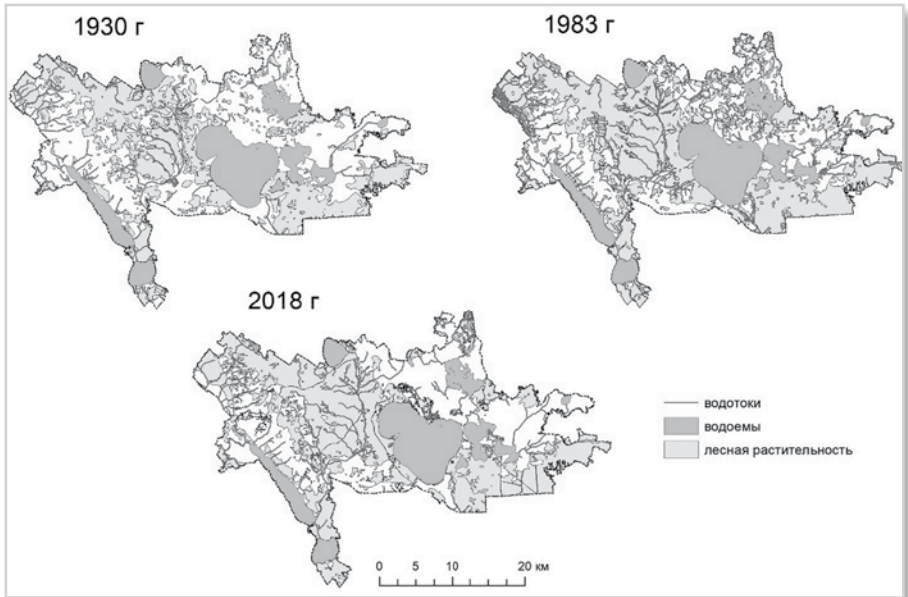 1930 г
1983 г
2018 г
водотоки
водоемы
лесная растительность
0 5 10 20 км